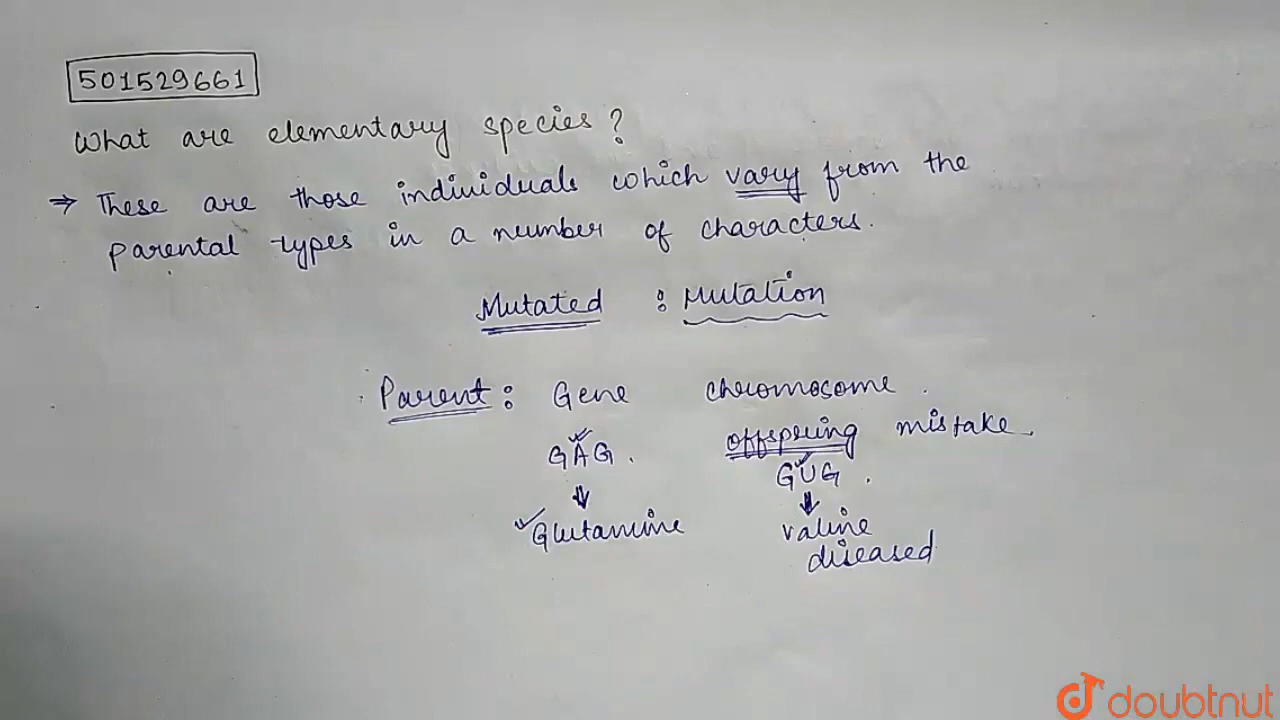 501529661
What are elementary species?
⇒ These are those individuals which vary from the
parental types in a number of characters.
Mutated : Mutation
Parent : Gene chromosome.
offspring mistake.
GAG. GUG.
Glutamine valine
diseased
doubtnut